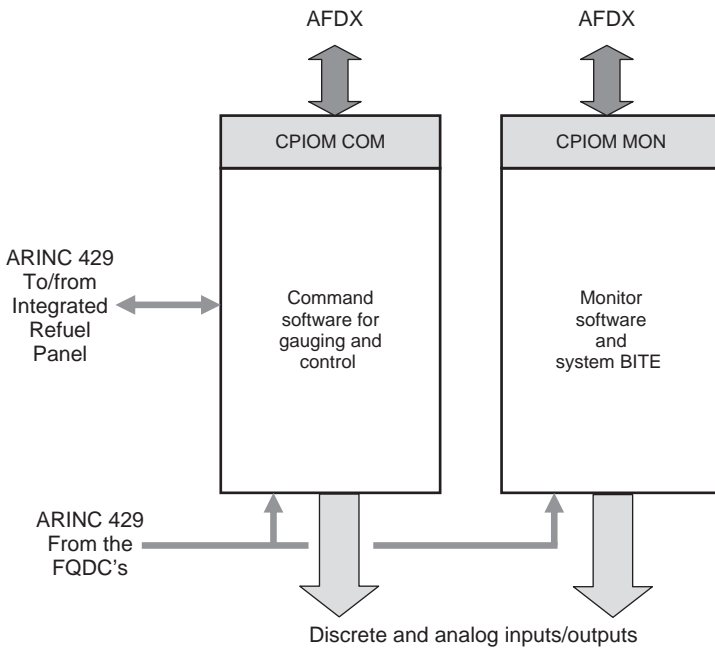 AFDX
AFDX
CPIOM COM
CPIOM MON
ARINC 429
To/from
Integrated
Refuel
Panel
Command
software for
gauging and
control
Monitor
software
and
system BITE
ARINC 429
From the
FQDC's
Discrete and analog inputs/outputs